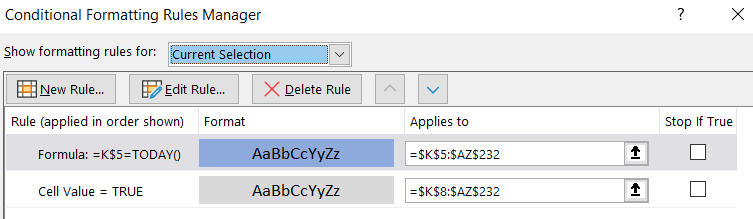 Conditional Formatting Rules Manager ? ×
Show formatting rules for: Current Selection
New Rule... Edit Rule... Delete Rule
Rule (applied in order shown) Format Applies to Stop If True
Formula: =K$5=TODAY() AaBbCcYyZz =$K$5:$AZ$232
Cell Value = TRUE AaBbCcYyZz =$K$8:$AZ$232